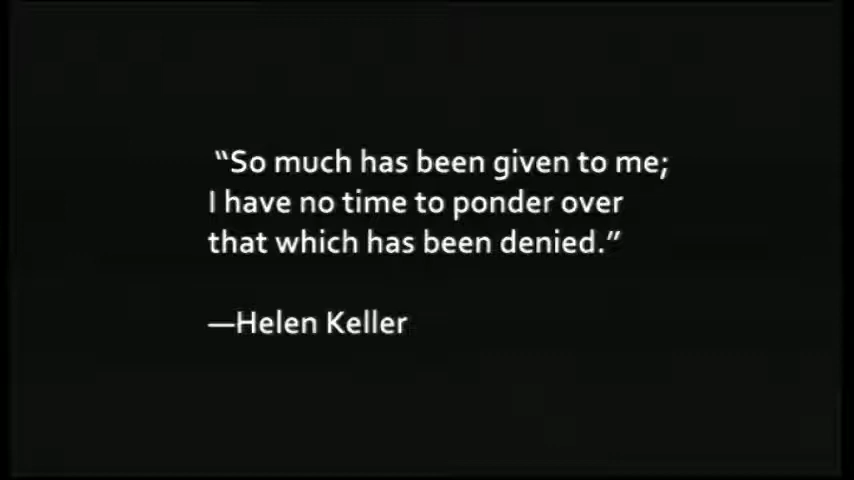 “So much has been given to me;
I have no time to ponder over
that which has been denied.”
—Helen Keller